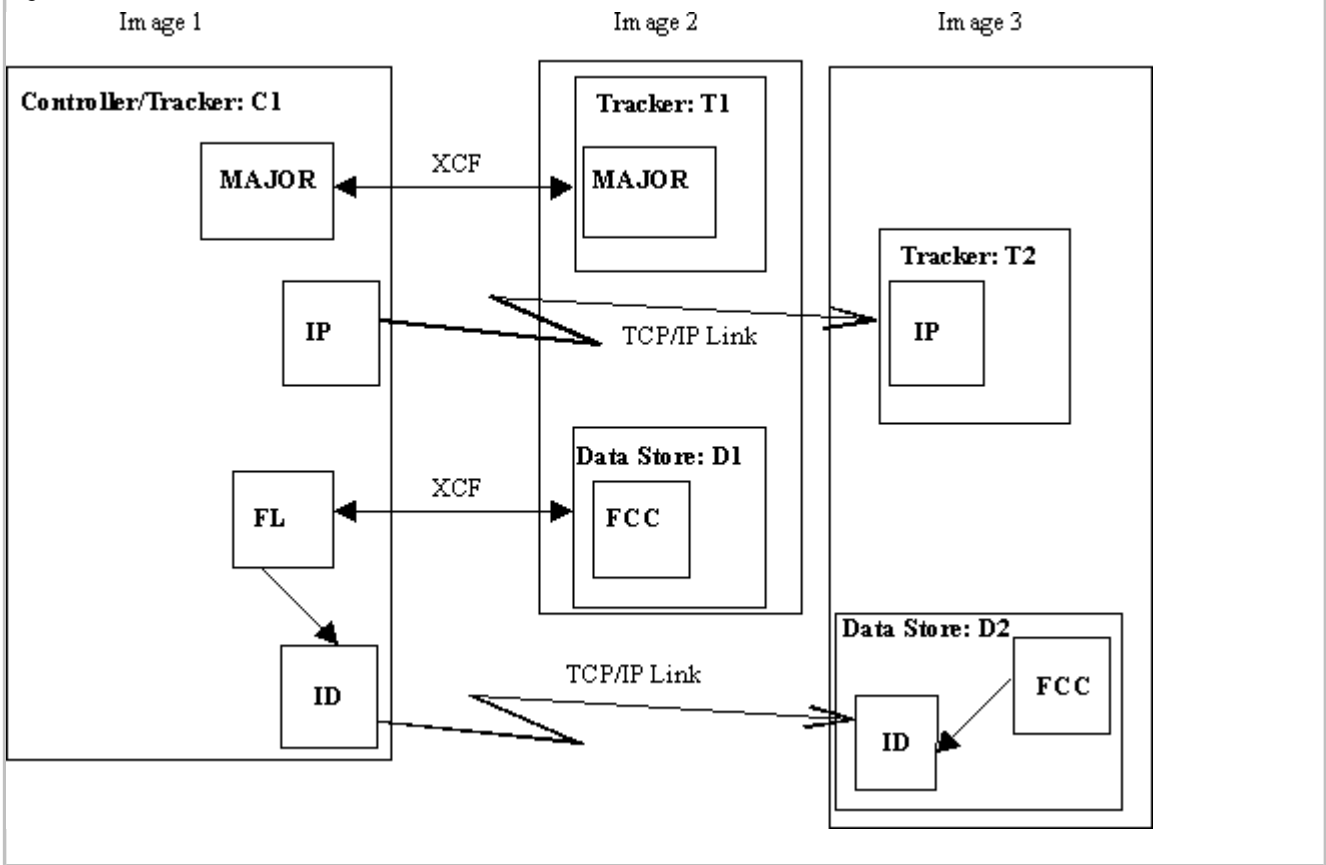 Image 1
Image 2
Image 3
Controller/Tracker: C1
MAJOR
XCF
Tracker: T1
MAJOR
IP
TCP/IP Link
Tracker: T2
IP
FL
XCF
Data Store: D1
FCC
ID
TCP/IP Link
Data Store: D2
FCC
ID